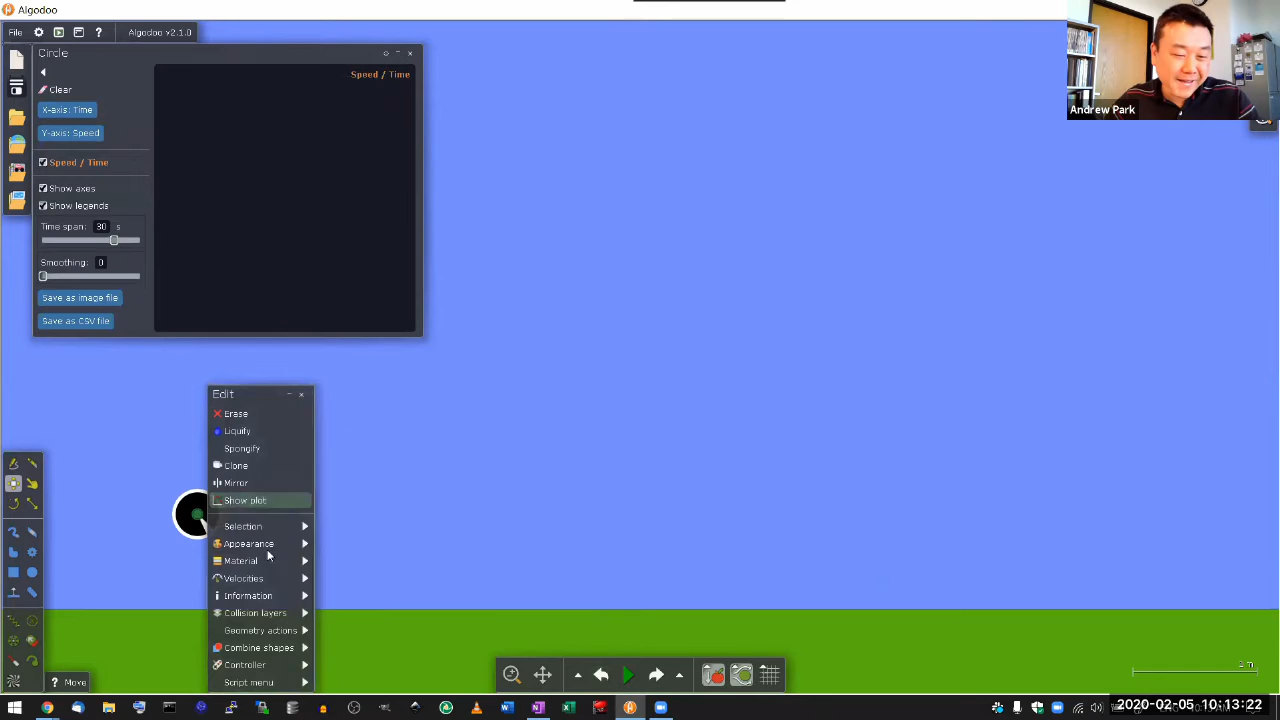 Algodoo
File
?
Algodoo v2.1.0
Circle
Clear
X-axis: Time
Y-axis: Speed
Speed / Time
Show axes
Show legends
Time span: 30 s
Smoothing: 0
Save as image file
Save as CSV file
Speed / Time
Andrew Park
Edit
Erase
Liquify
Spongify
Clone
Mirror
Show plot
Selection
Appearance
Material
Velocities
Information
Collision layers
Geometry actions
Combine shapes
Controller
Script menu
? Move
2020-02-05 10:13:22